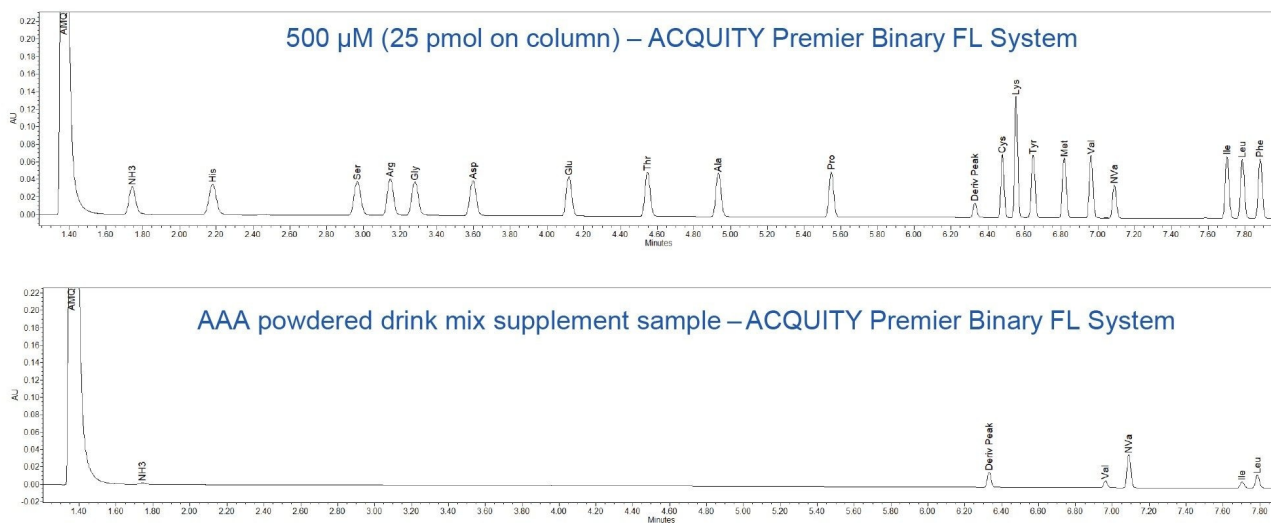 500 µM (25 pmol on column) – ACQUITY Premier Binary FL System
AU
0.22
0.20
0.18
0.16
0.14
0.12
0.10
0.08
0.06
0.04
0.02
0.00
AMQ
NH3
His
Ser
Arg
Gly
Asp
Glu
Thr
Ala
Pro
Deriv Peak
Cys
Lys
Tyr
Met
Val
NVa
Ile
Leu
Phe
1.40 1.60 1.80 2.00 2.20 2.40 2.60 2.80 3.00 3.20 3.40 3.60 3.80 4.00 4.20 4.40 4.60 4.80 5.00 5.20 5.40 5.60 5.80 6.00 6.20 6.40 6.60 6.80 7.00 7.20 7.40 7.60 7.80
Minutes
AAA powdered drink mix supplement sample – ACQUITY Premier Binary FL System
AU
0.22
0.20
0.18
0.16
0.14
0.12
0.10
0.08
0.06
0.04
0.02
0.00
-0.02
AMQ
NH3
Deriv Peak
Val
NVa
Ile
Leu
1.40 1.60 1.80 2.00 2.20 2.40 2.60 2.80 3.00 3.20 3.40 3.60 3.80 4.00 4.20 4.40 4.60 4.80 5.00 5.20 5.40 5.60 5.80 6.00 6.20 6.40 6.60 6.80 7.00 7.20 7.40 7.60 7.80
Minutes